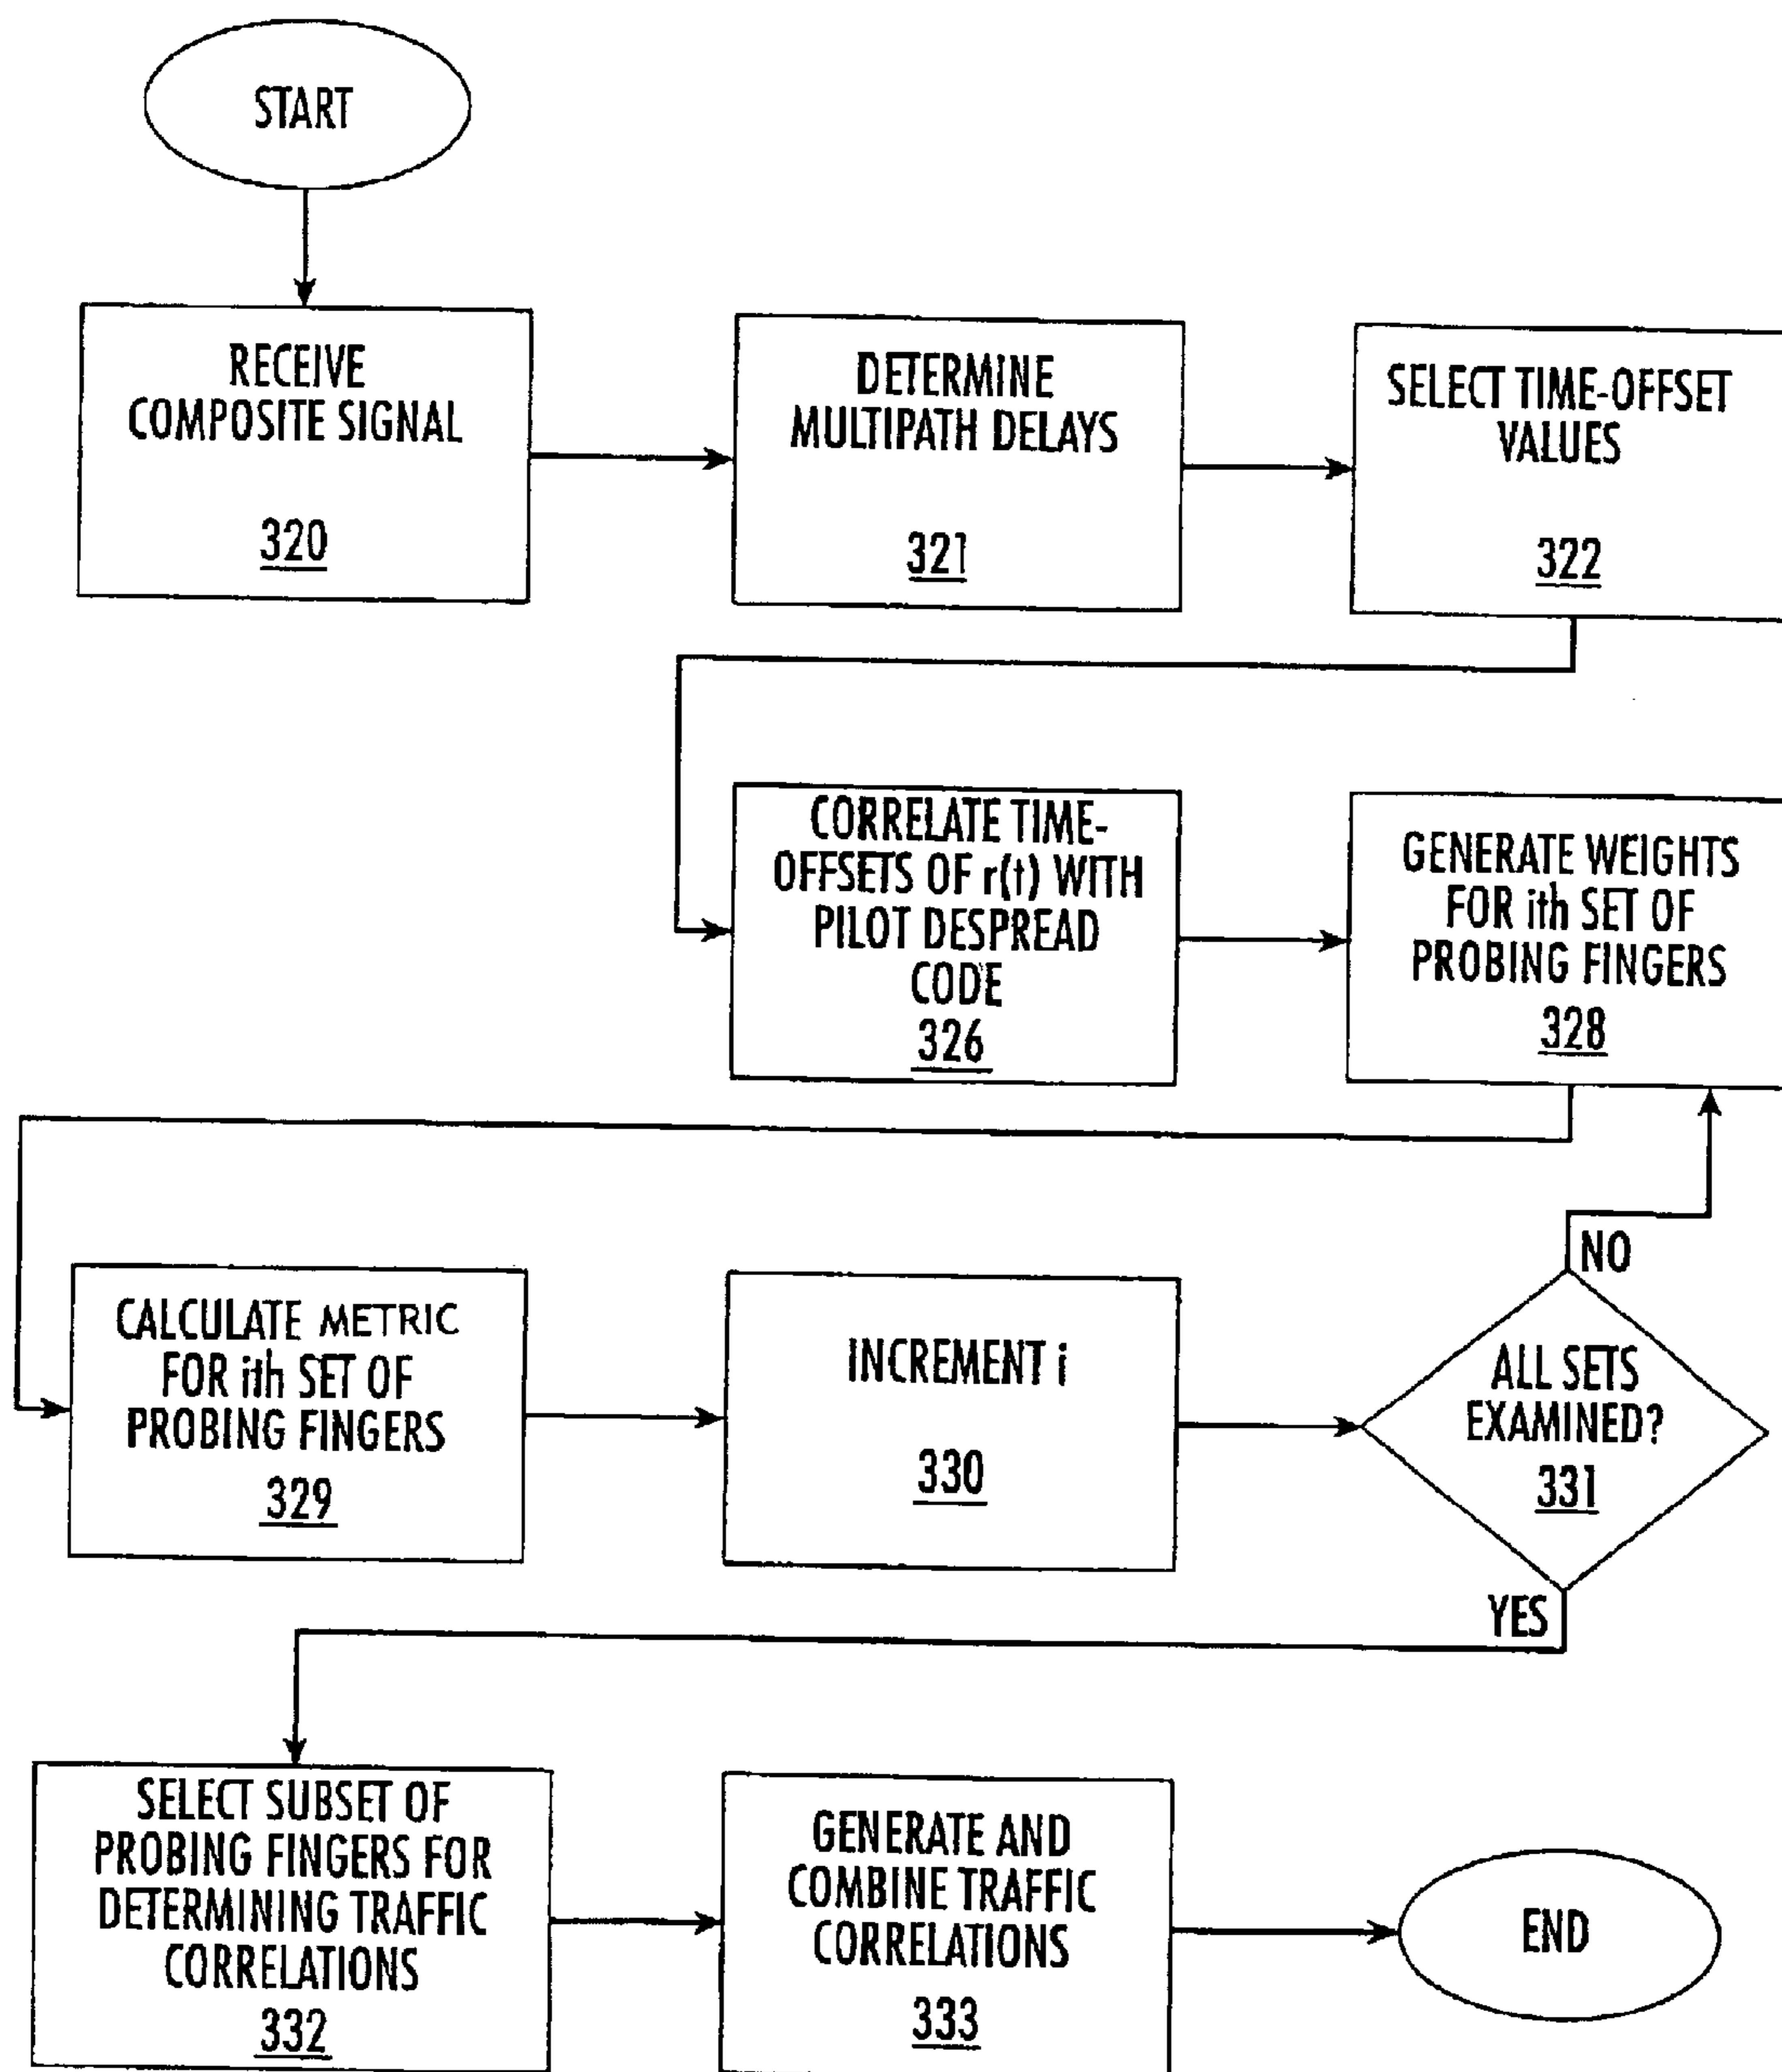 START
RECEIVE
COMPOSITE SIGNAL
320
DETERMINE
MULTIPATH DELAYS
321
SELECT TIME-OFFSET
VALUES
322
CORRELATE TIME-
OFFSETS OF r(t) WITH
PILOT DESPREAD
CODE
326
GENERATE WEIGHTS
FOR ith SET OF
PROBING FINGERS
328
CALCULATE METRIC
FOR ith SET OF
PROBING FINGERS
329
INCREMENT i
330
NO
ALL SETS
EXAMINED?
331
YES
SELECT SUBSET OF
PROBING FINGERS FOR
DETERMINING TRAFFIC
CORRELATIONS
332
GENERATE AND
COMBINE TRAFFIC
CORRELATIONS
333
END